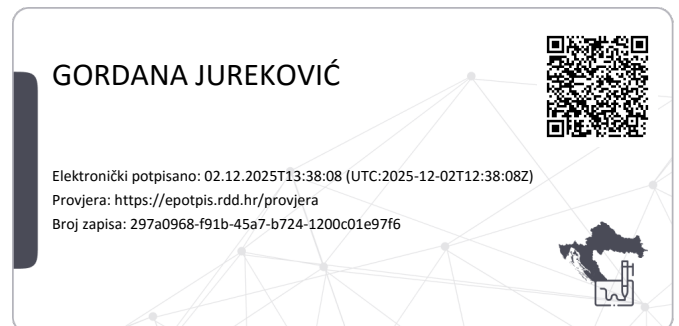 GORDANA JUREKOVIĆ
Elektronički potpisano: 02.12.2025T13:38:08 (UTC:2025-12-02T12:38:08Z)
Provjera: https://epotpis.rdd.hr/provjera
Broj zapisa: 297a0968-f91b-45a7-b724-1200c01e97f6